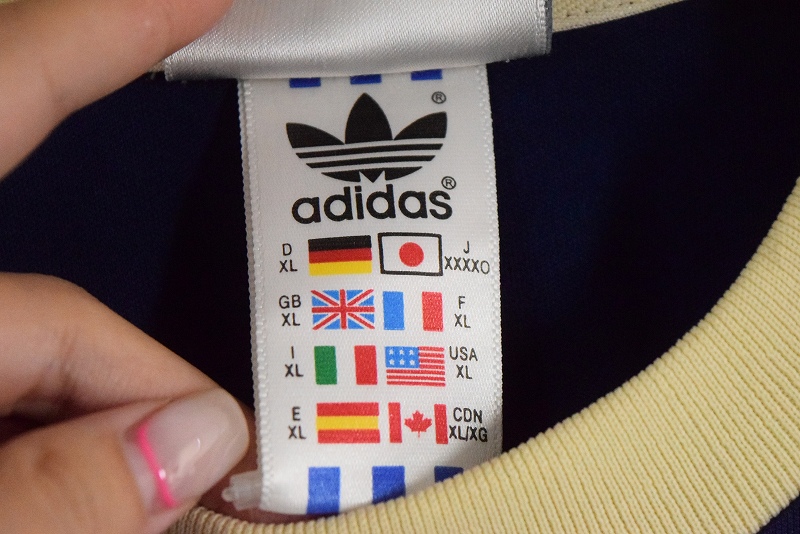 ®
adidas®
D XL J XXXXO
GB XL F XL
I XL USA XL
E XL CDN XL/XG